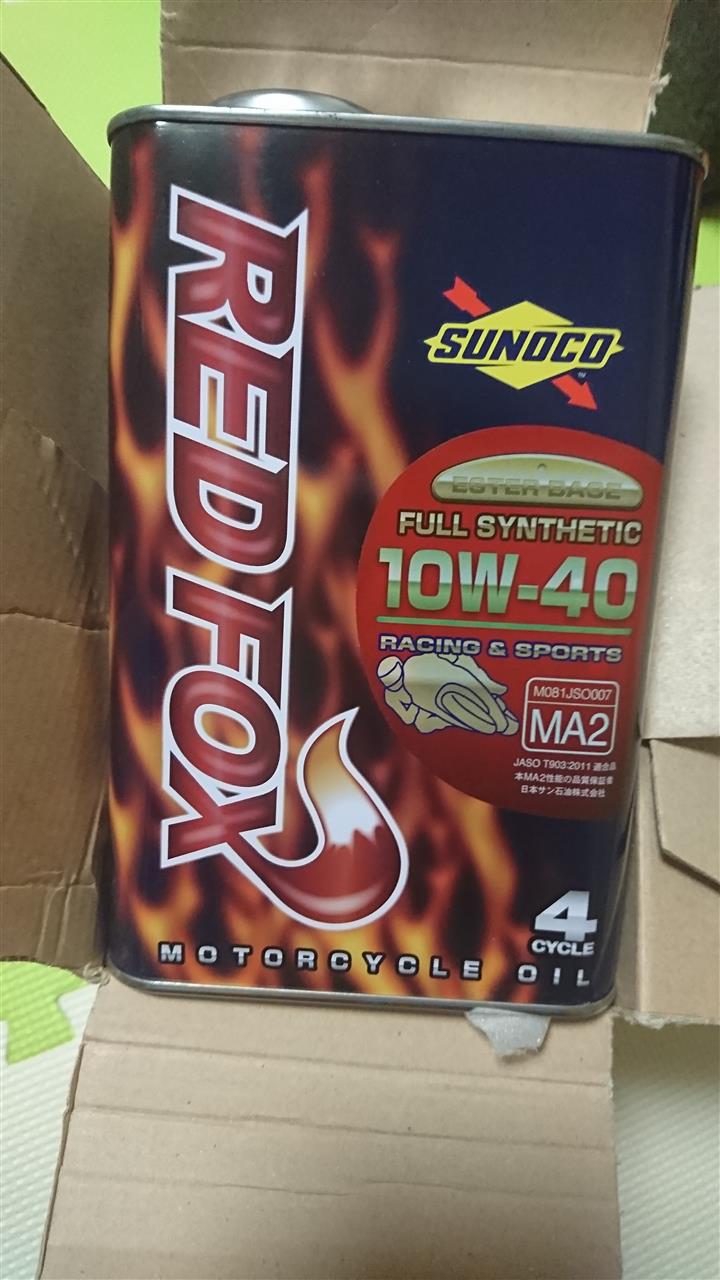 RED FOX
SUNOCO
TM
ESTER BASE
FULL SYNTHETIC
10W-40
RACING & SPORTS
M081JSO007
MA2
JASO T903:2011 適合品
本MA2性能の品質保証者
日本サン石油株式会社
4
CYCLE
MOTORCYCLE OIL